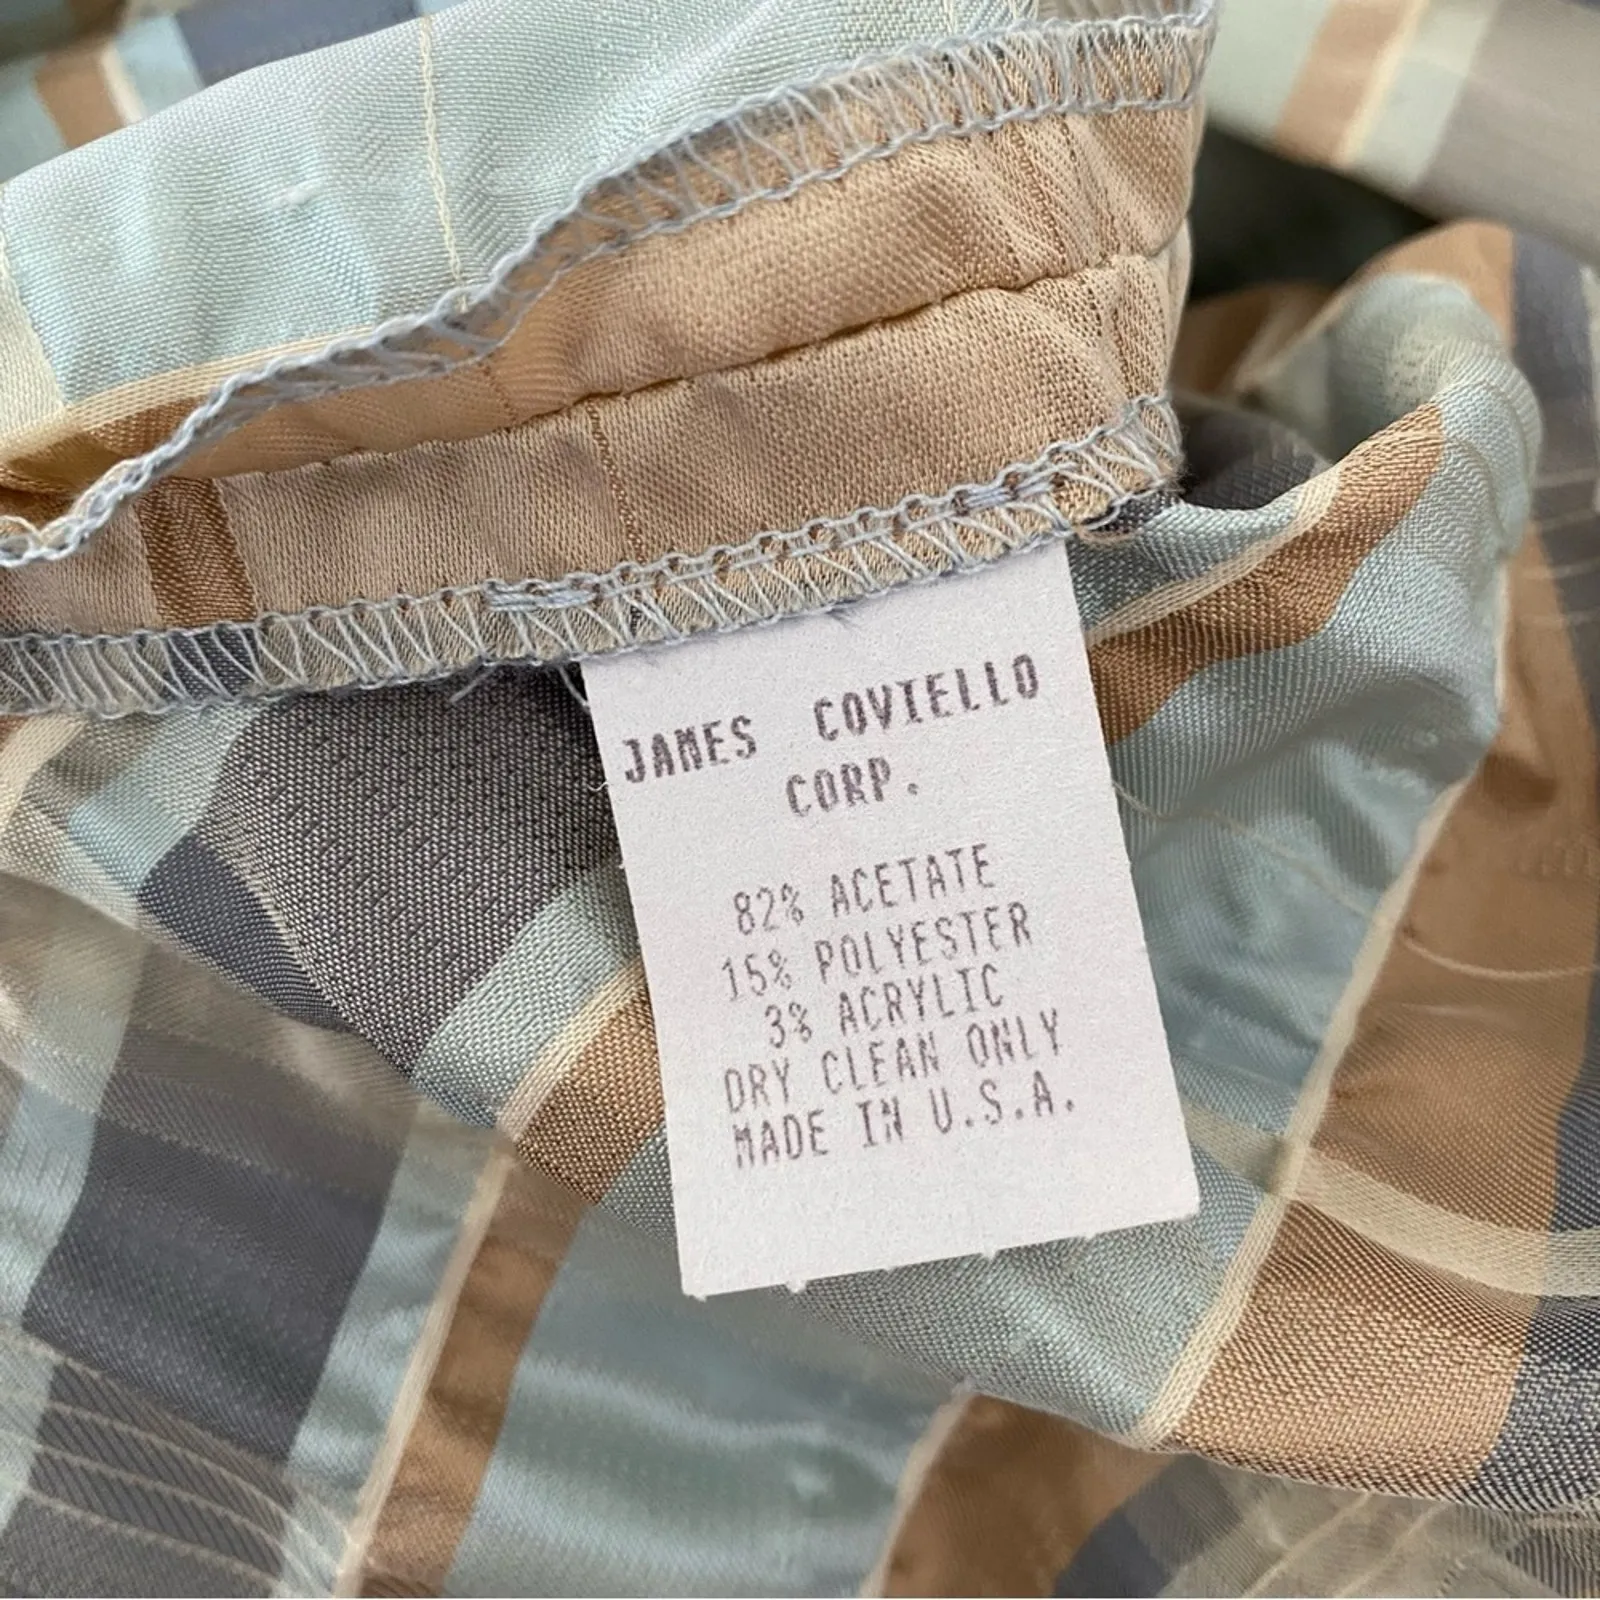 JAMES COVIELLO
CORP.
82% ACETATE
15% POLYESTER
3% ACRYLIC
DRY CLEAN ONLY
MADE IN U.S.A.